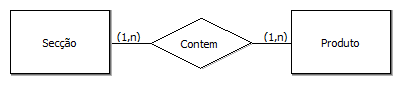 Secção
(1,n)
Contem
(1,n)
Produto